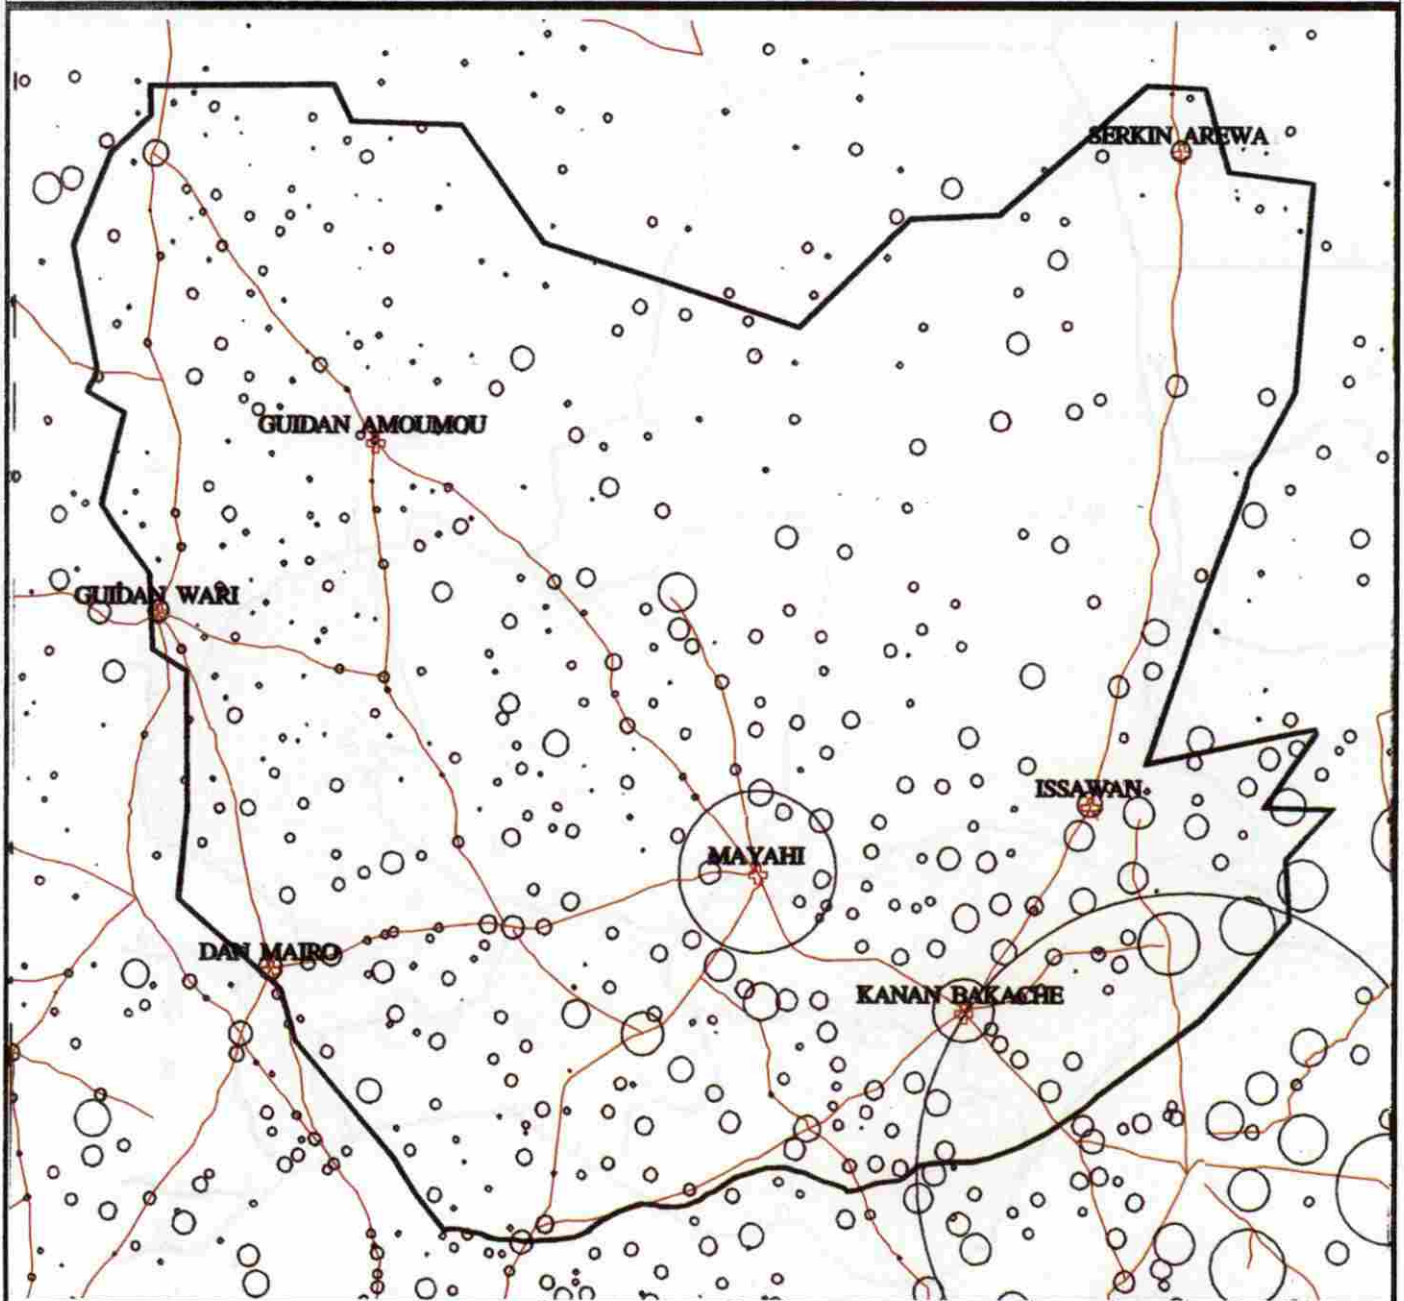 SERKIN AREWA
GUIDAN AMOUMOU
GUIDAN WARI
ISSAWAN
MAYAHI
DAN MAIRO
KANAN BAKACHE